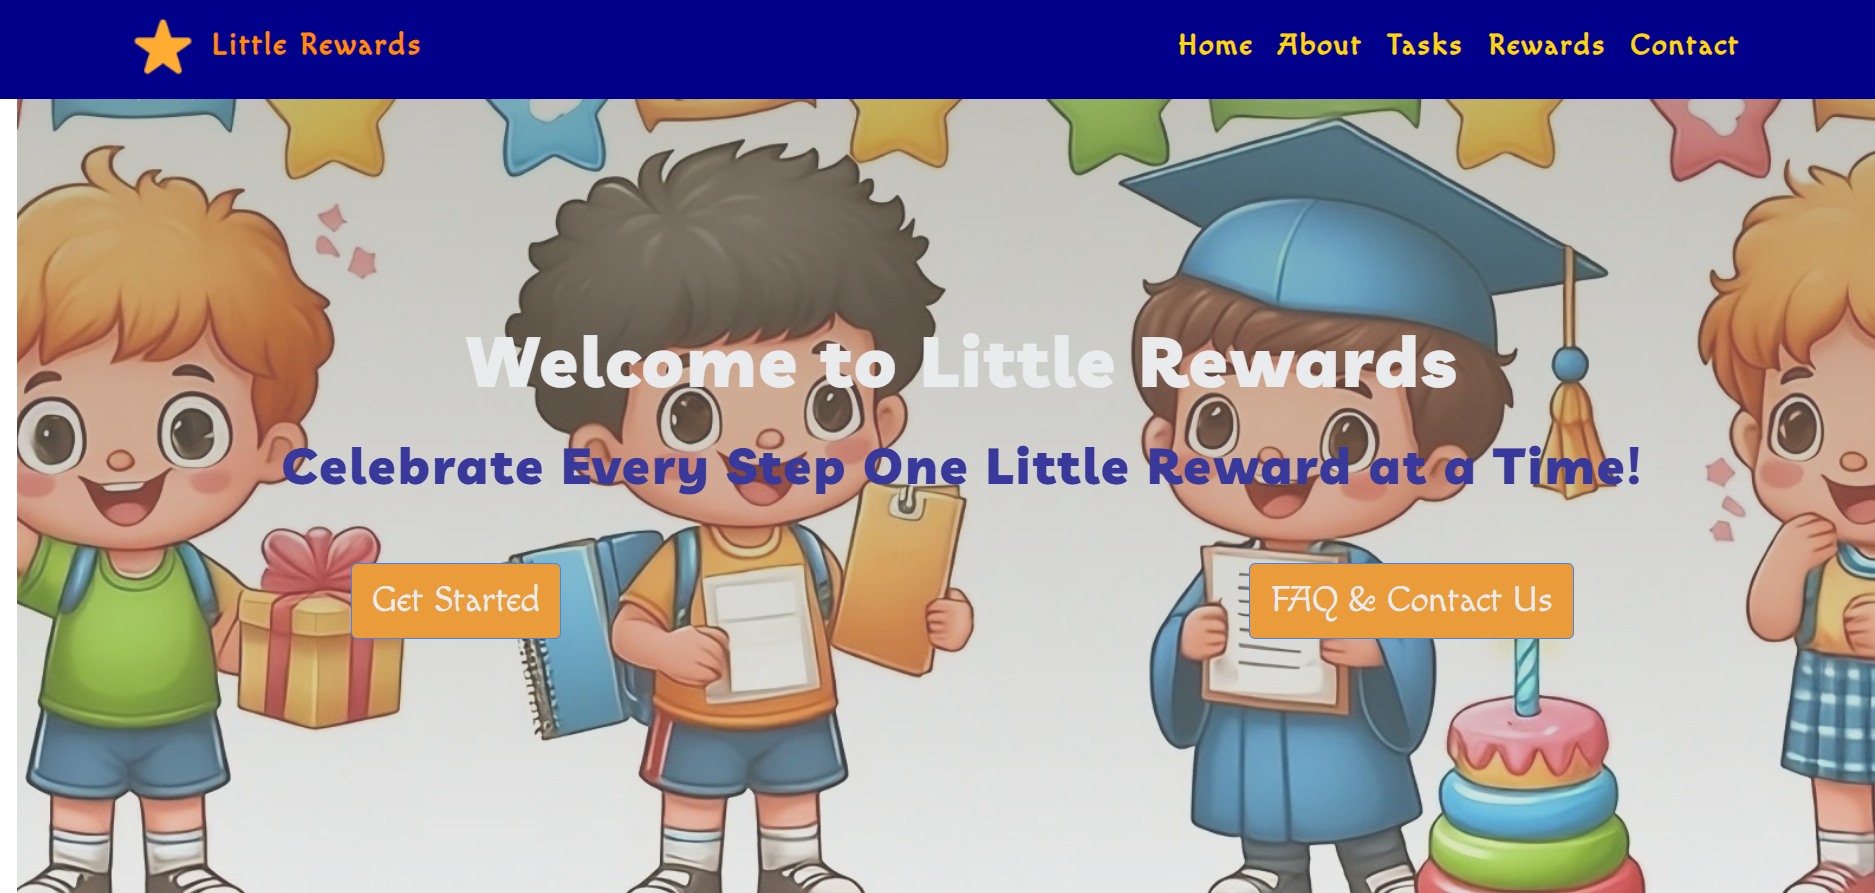 Little Rewards
Home About Tasks Rewards Contact
Welcome to Little Rewards
Celebrate Every Step One Little Reward at a Time!
Get Started
FAQ & Contact Us